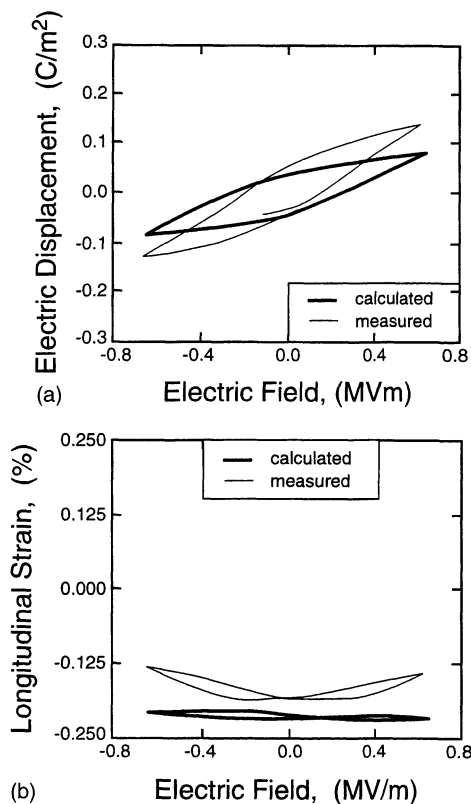 Electric Displacement, (C/m²)
0.3
0.2
0.1
0.0
-0.1
-0.2
-0.3
calculated
measured
-0.8
-0.4
0.0
0.4
0.8
(a)
Electric Field, (MVm)
Longitudinal Strain, (%)
0.250
0.125
0.000
-0.125
-0.250
calculated
measured
-0.8
-0.4
0.0
0.4
0.8
(b)
Electric Field, (MV/m)